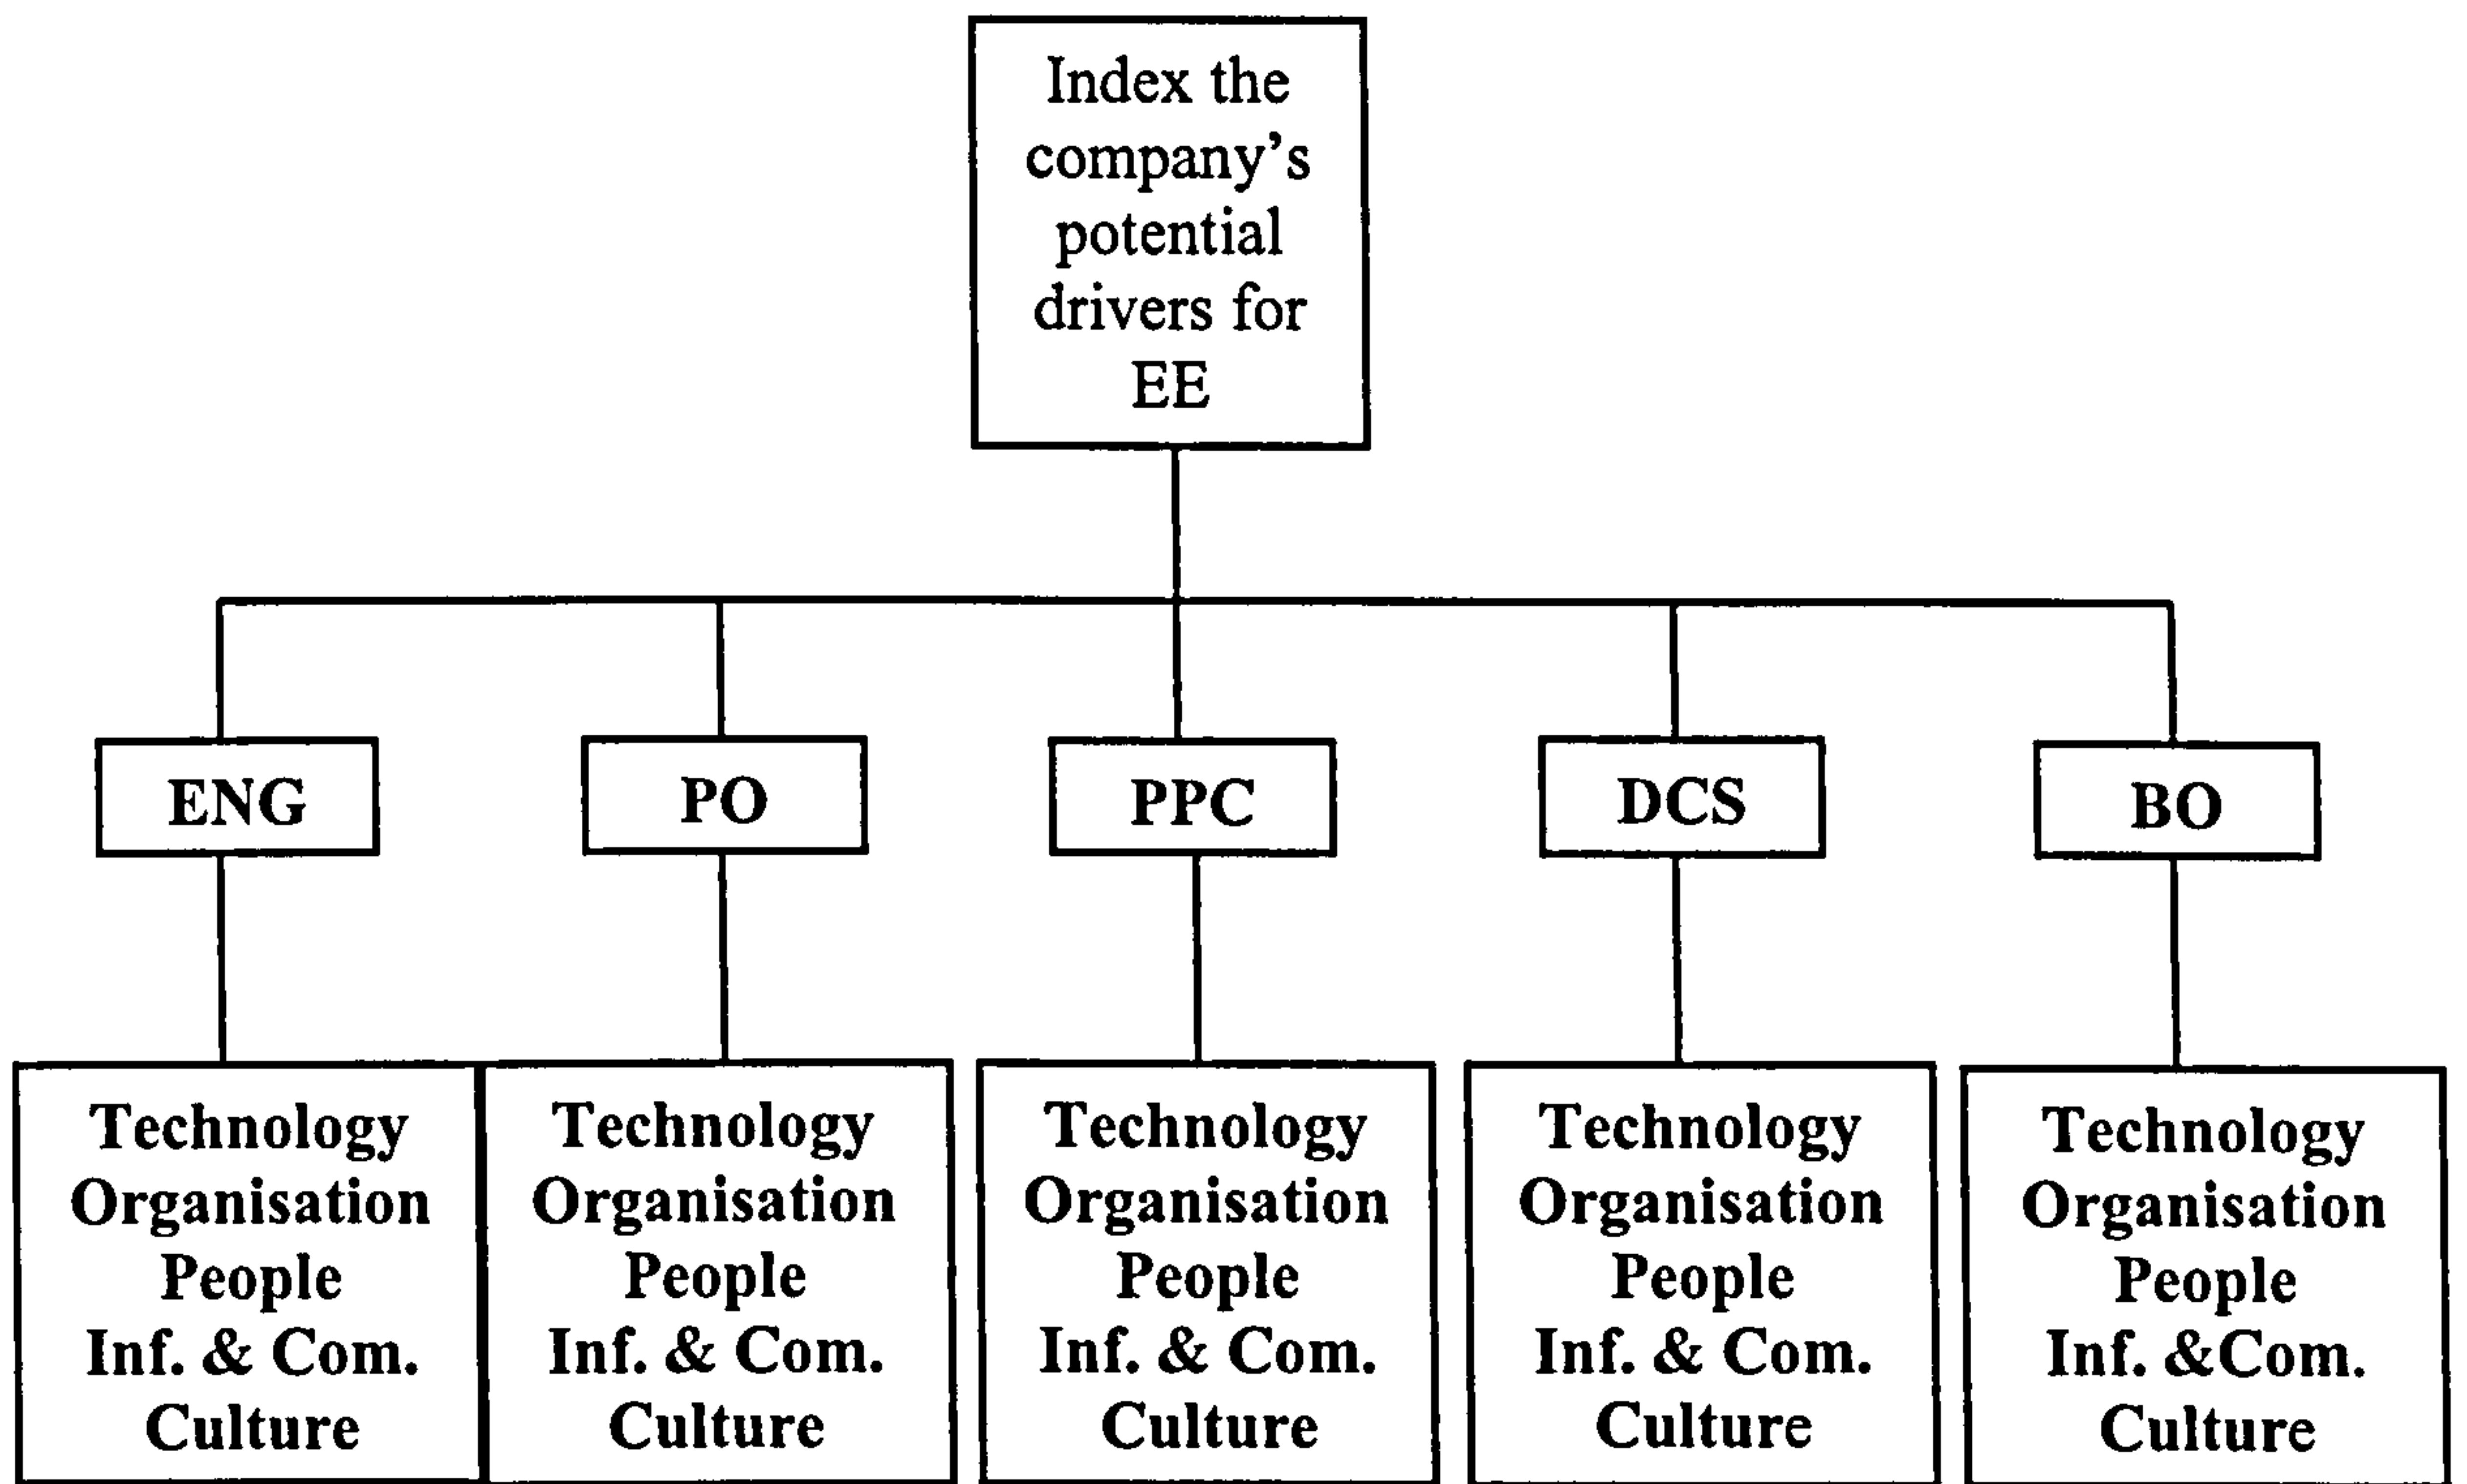 Index the
company's
potential
drivers for
EE
ENG
PO
PPC
DCS
BO
Technology
Organisation
People
Inf. & Com.
Culture
Technology
Organisation
People
Inf. & Com.
Culture
Technology
Organisation
People
Inf. & Com.
Culture
Technology
Organisation
People
Inf. & Com.
Culture
Technology
Organisation
People
Inf. &Com.
Culture